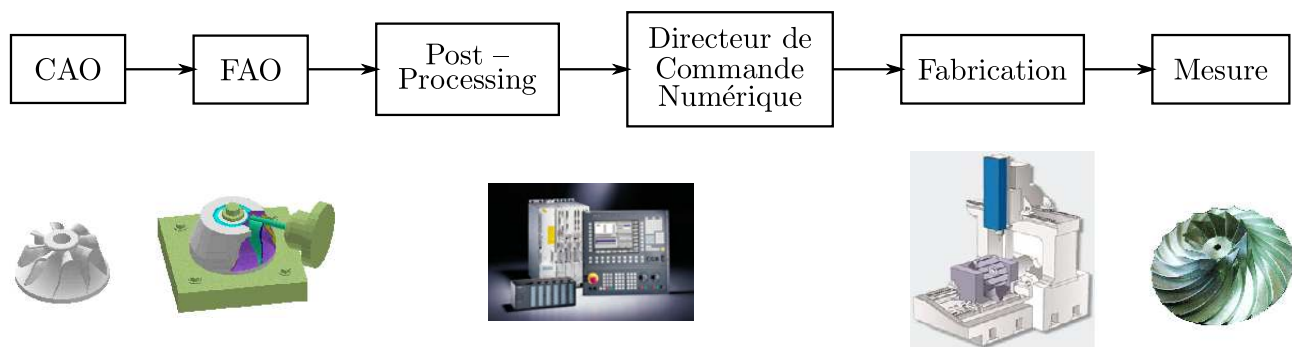 CAO
FAO
Post –
Processing
Directeur de
Commande
Numérique
Fabrication
Mesure